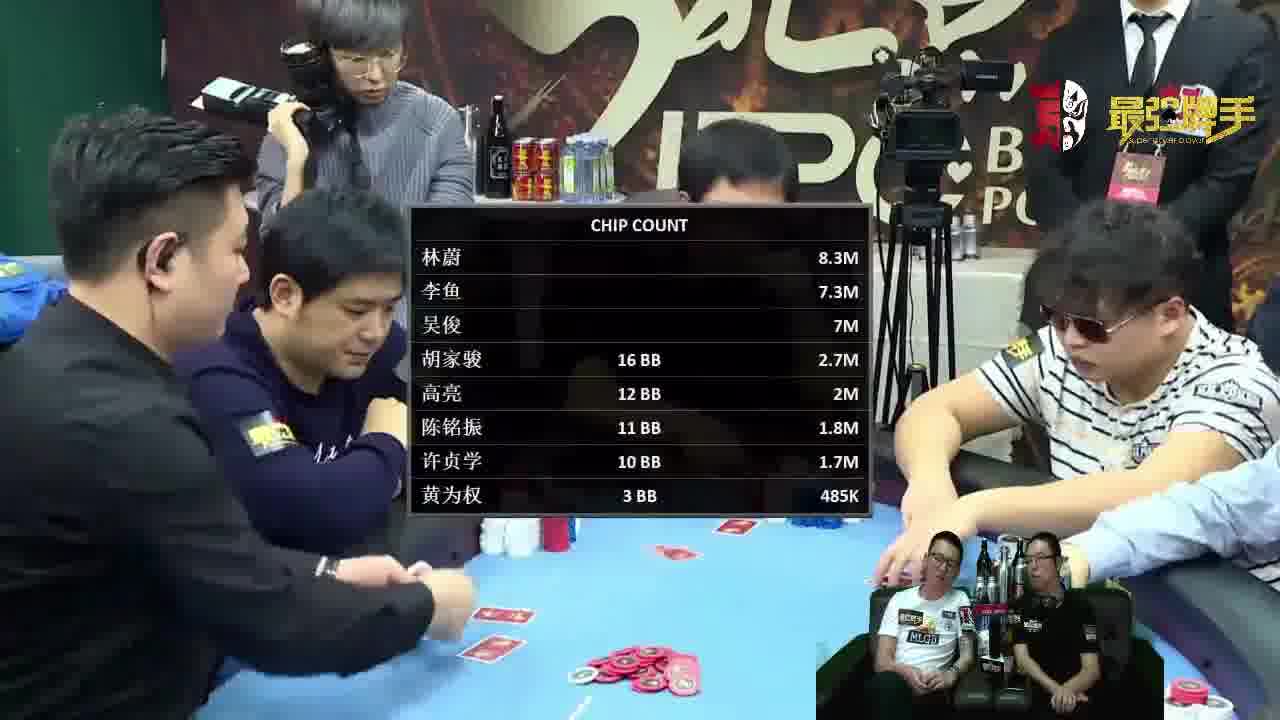 CHIP COUNT
林蔚 8.3M
李鱼 7.3M
吴俊 7M
胡家骏 16 BB 2.7M
高亮 12 BB 2M
陈铭振 11 BB 1.8M
许贞学 10 BB 1.7M
黄为权 3 BB 485K
最强牌手
MLGB